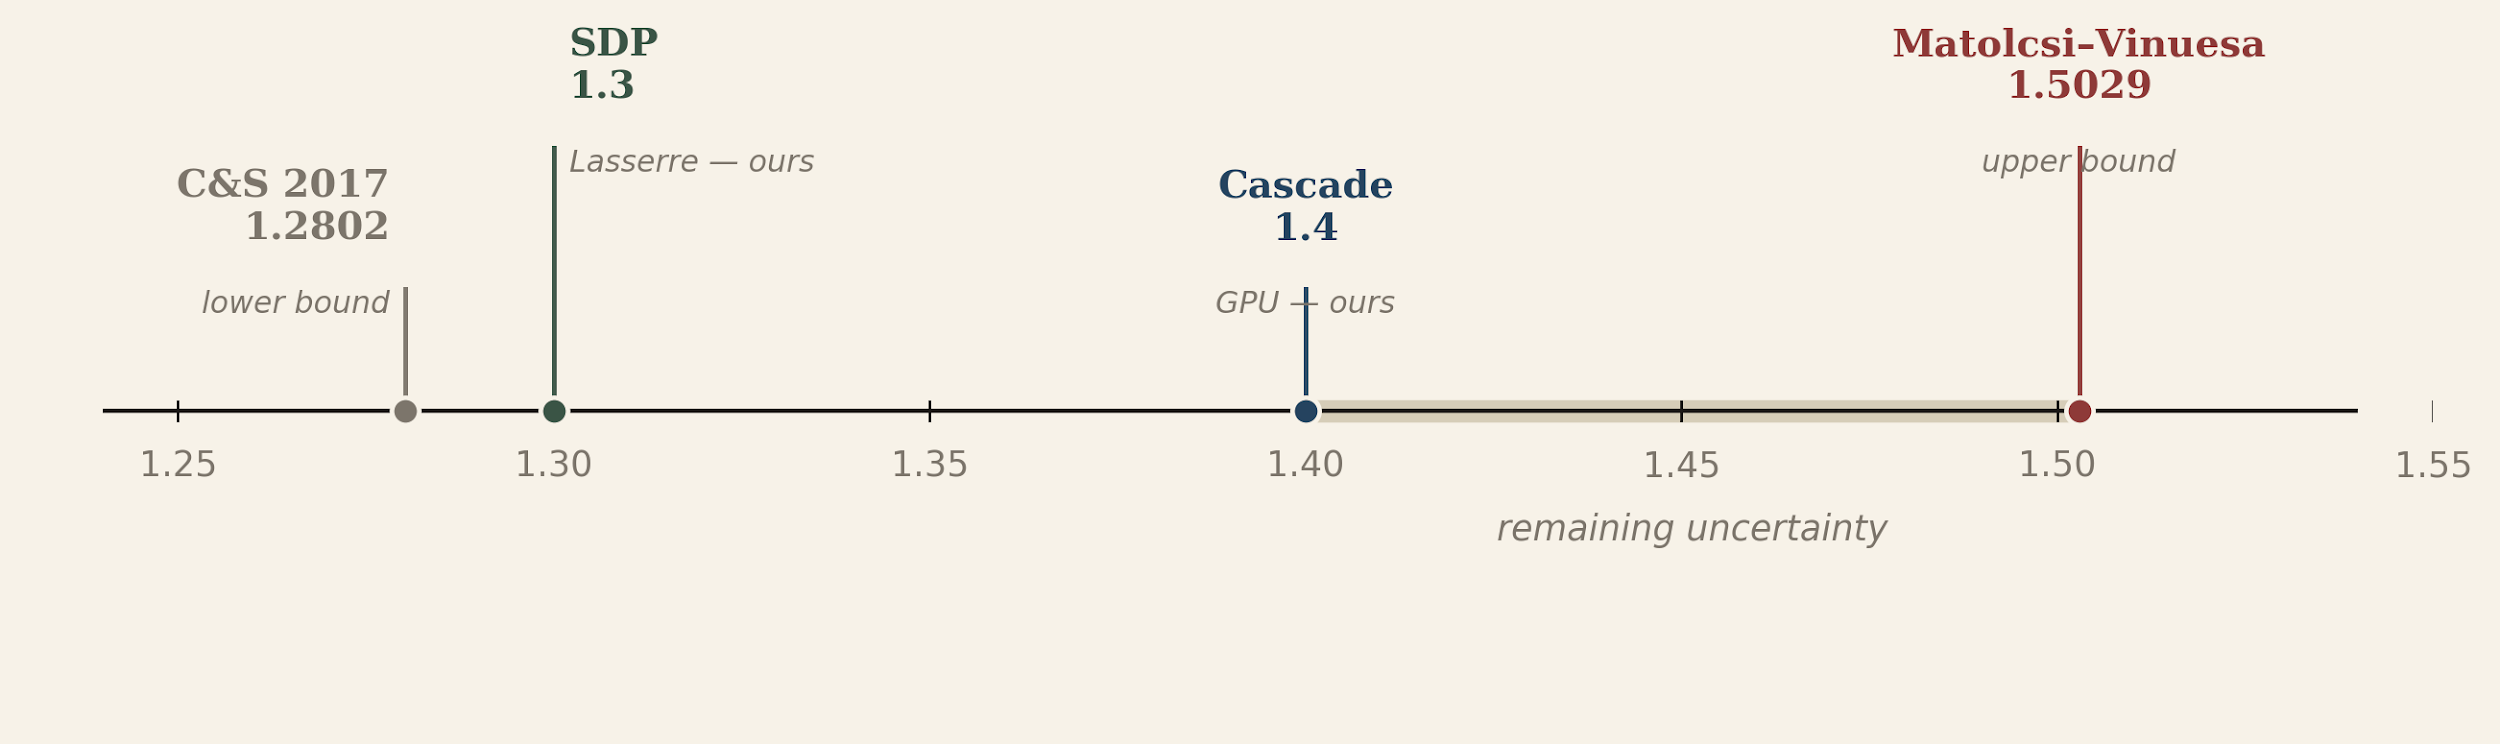 SDP
1.3
Lasserre — ours
C&S 2017
1.2802
lower bound
Cascade
1.4
GPU — ours
Matolcsi–Vinuesa
1.5029
upper bound
1.25 1.30 1.35 1.40 1.45 1.50 1.55
remaining uncertainty